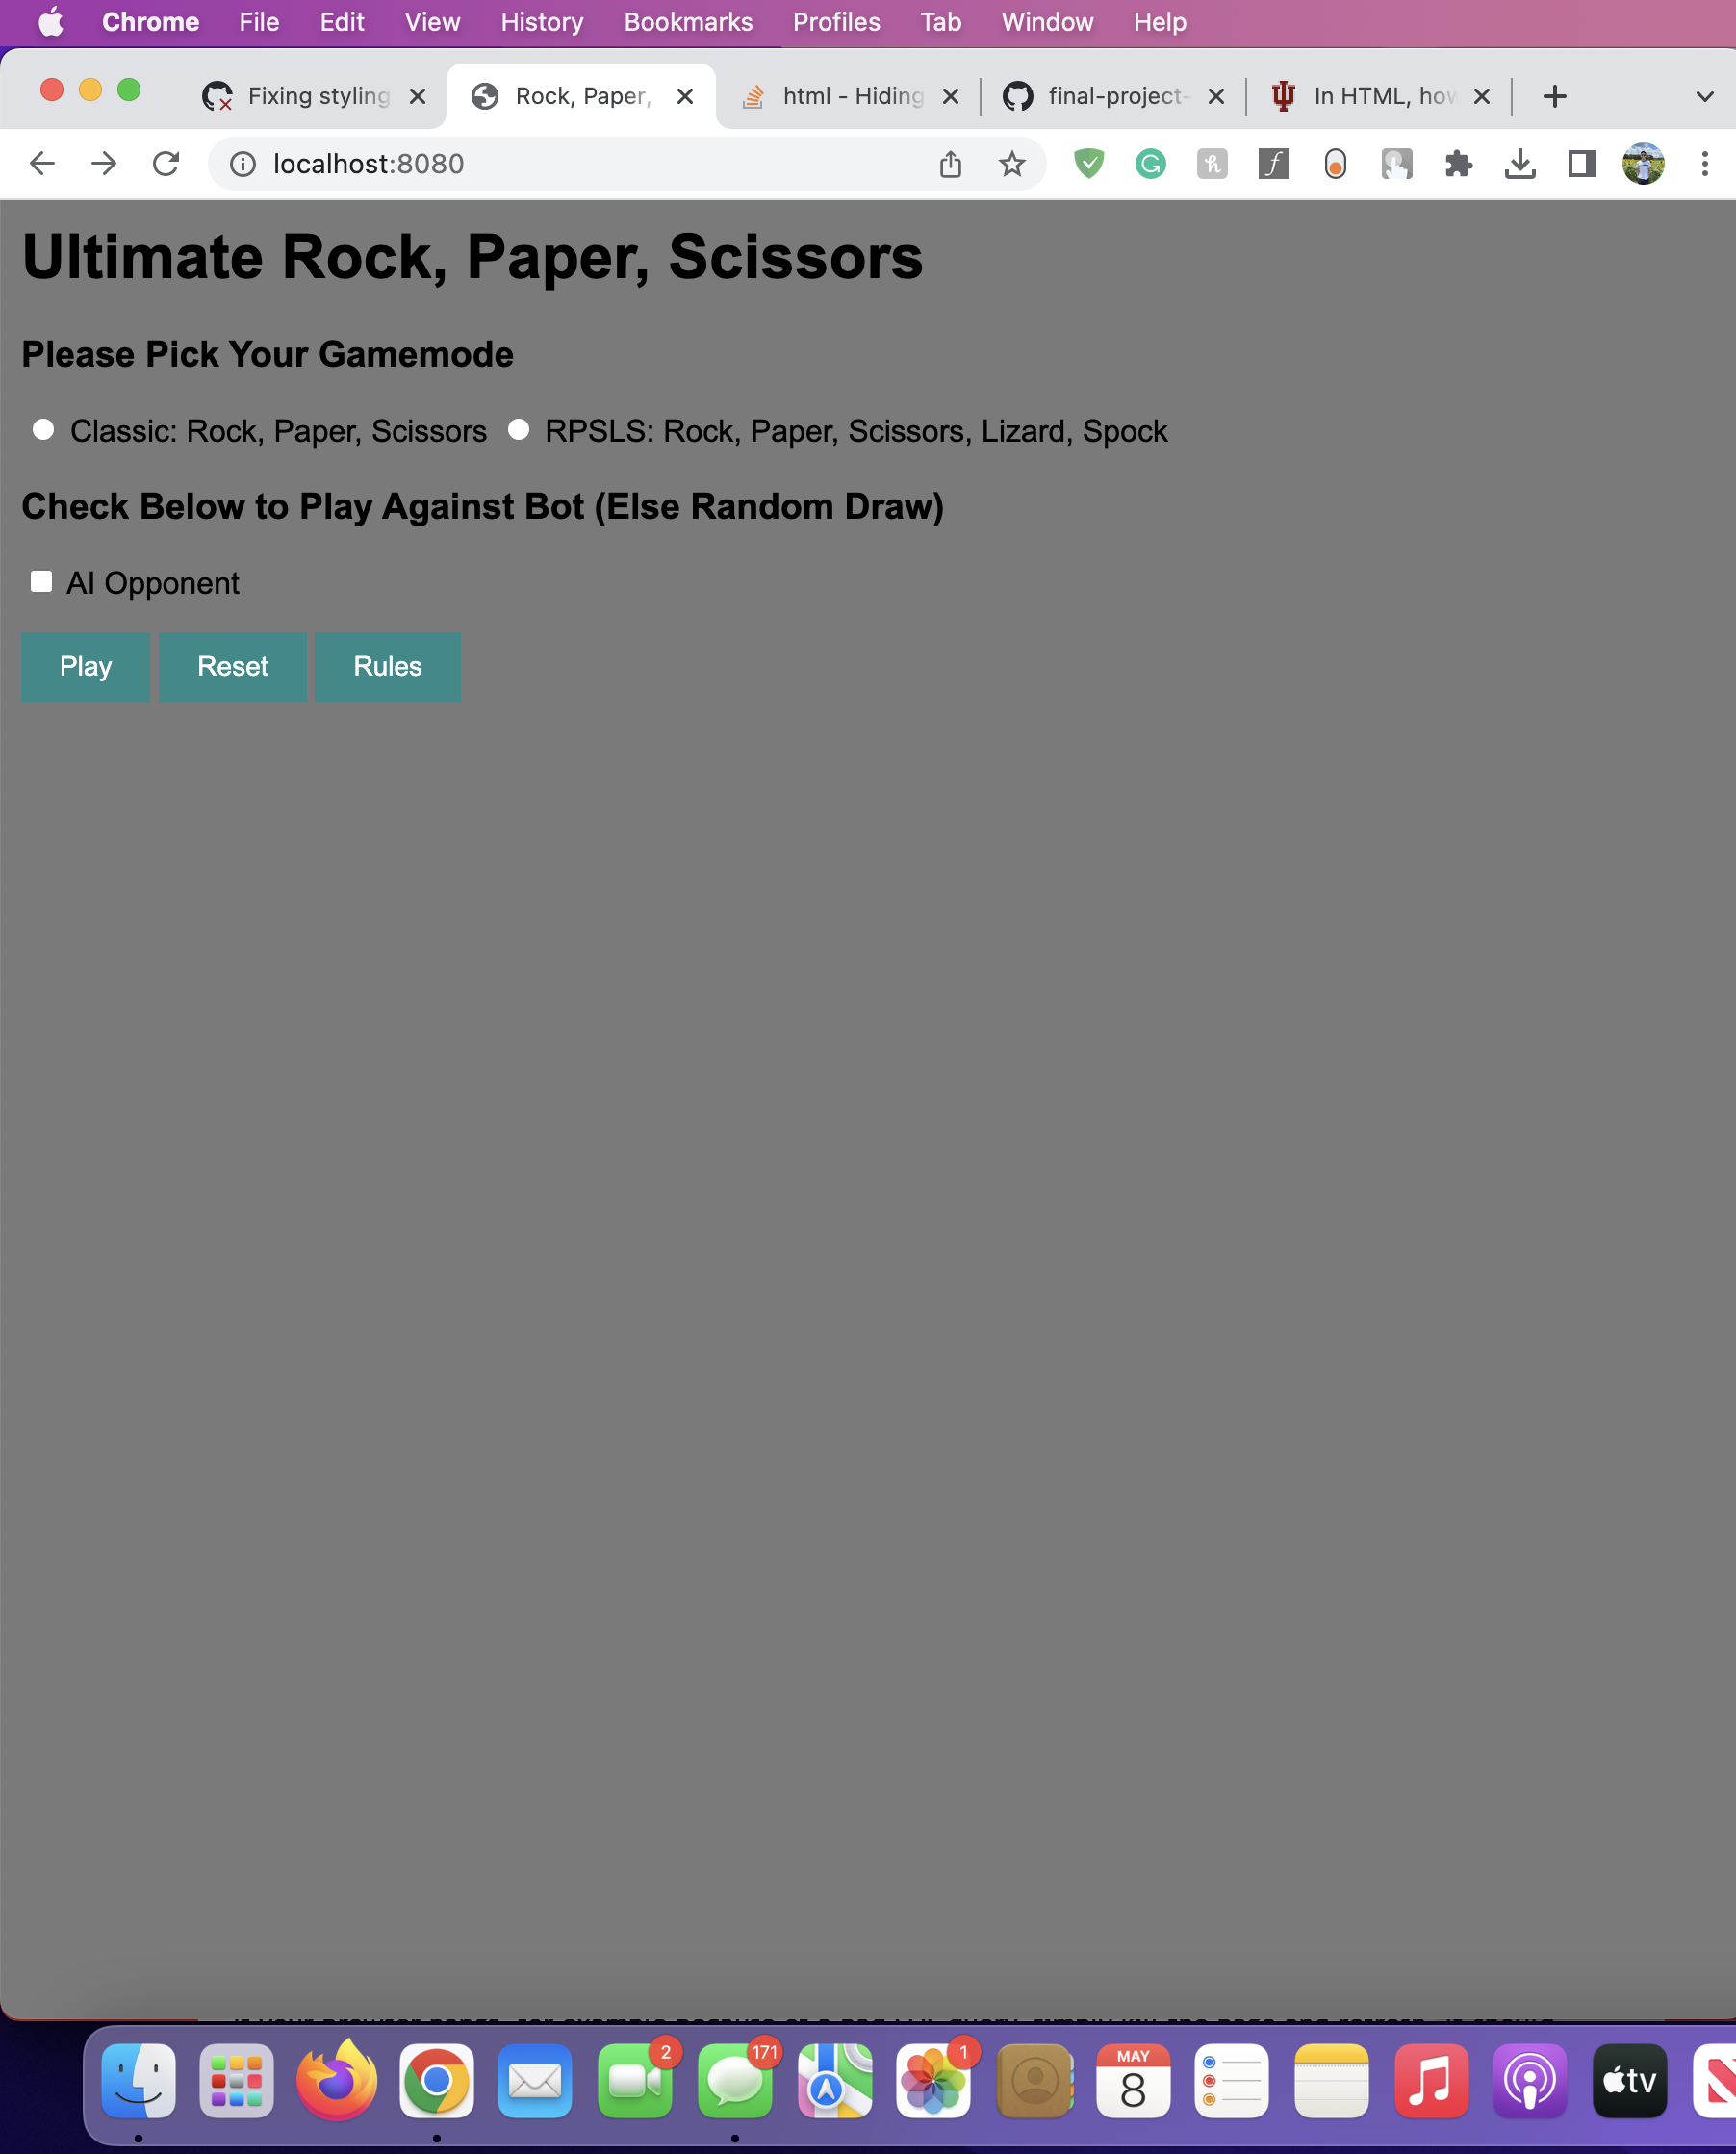 Chrome File Edit View History Bookmarks Profiles Tab Window Help
Fixing styling Rock, Paper, html - Hiding final-project- In HTML, how
localhost:8080
Ultimate Rock, Paper, Scissors
Please Pick Your Gamemode
Classic: Rock, Paper, Scissors RPSLS: Rock, Paper, Scissors, Lizard, Spock
Check Below to Play Against Bot (Else Random Draw)
AI Opponent
Play Reset Rules
2 171 1
MAY
8
tv